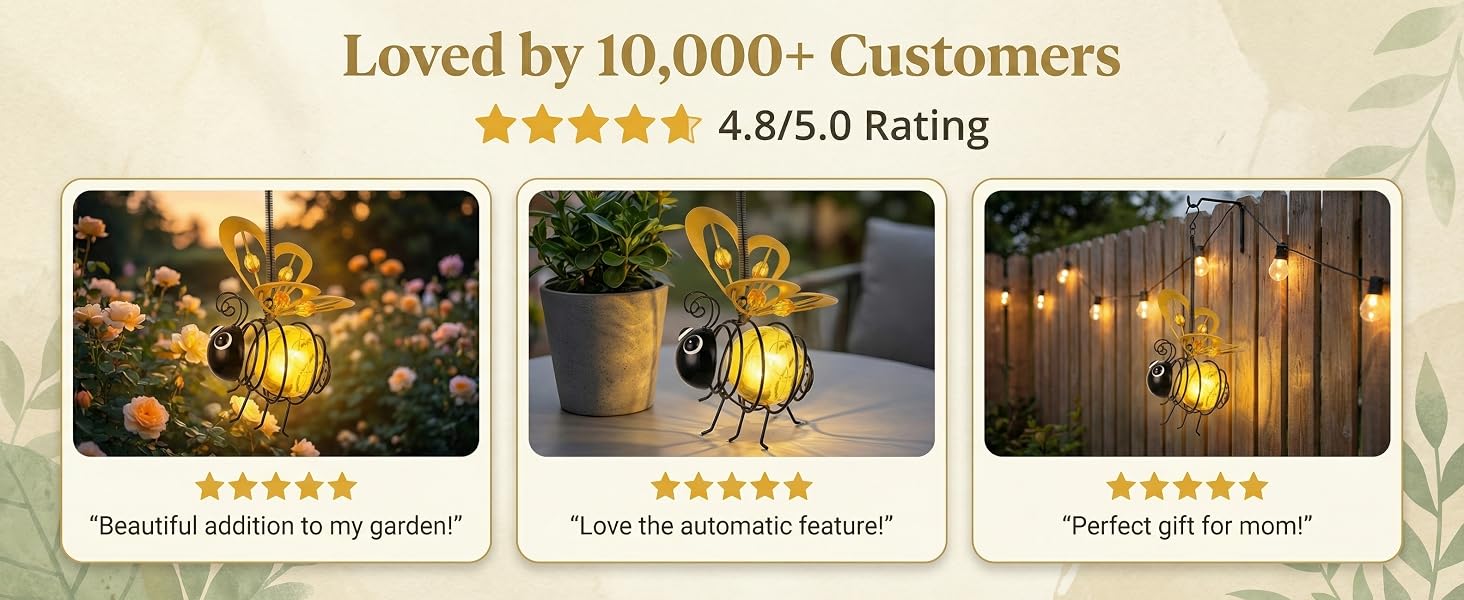 Loved by 10,000+ Customers
4.8/5.0 Rating
“Beautiful addition to my garden!”
“Love the automatic feature!”
“Perfect gift for mom!”